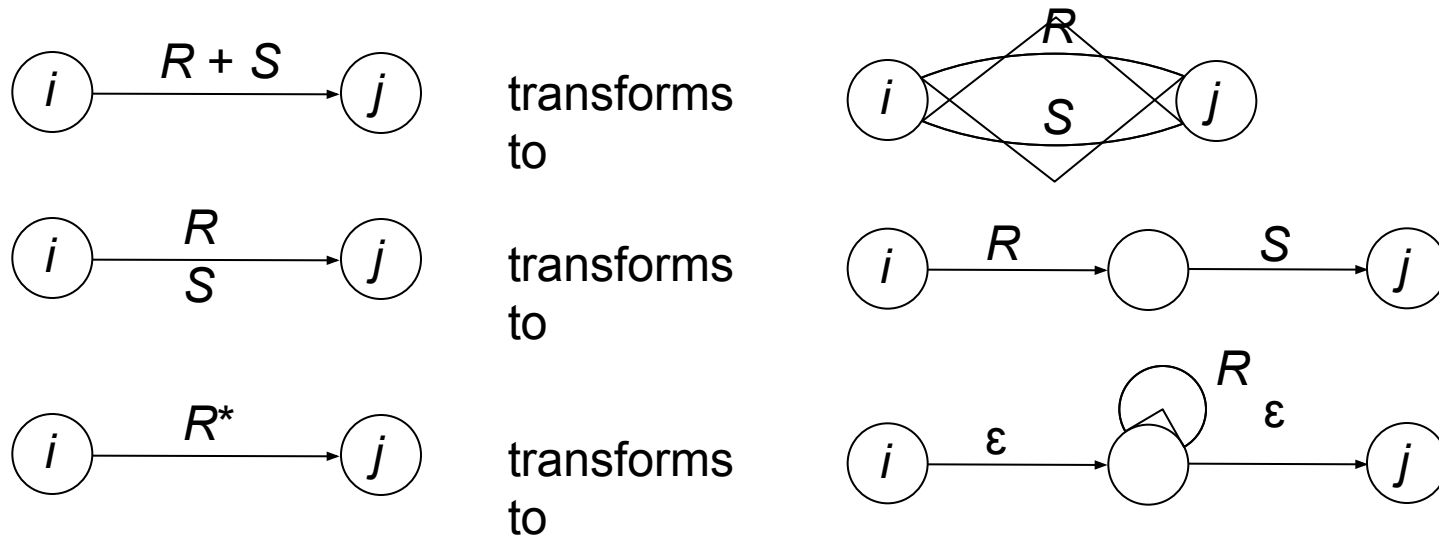 R + S
i
j
transforms
to
R
i
j
S
R
i
j
S
transforms
to
i
R
S
j
R*
i
j
transforms
to
R
i
ε
ε
j